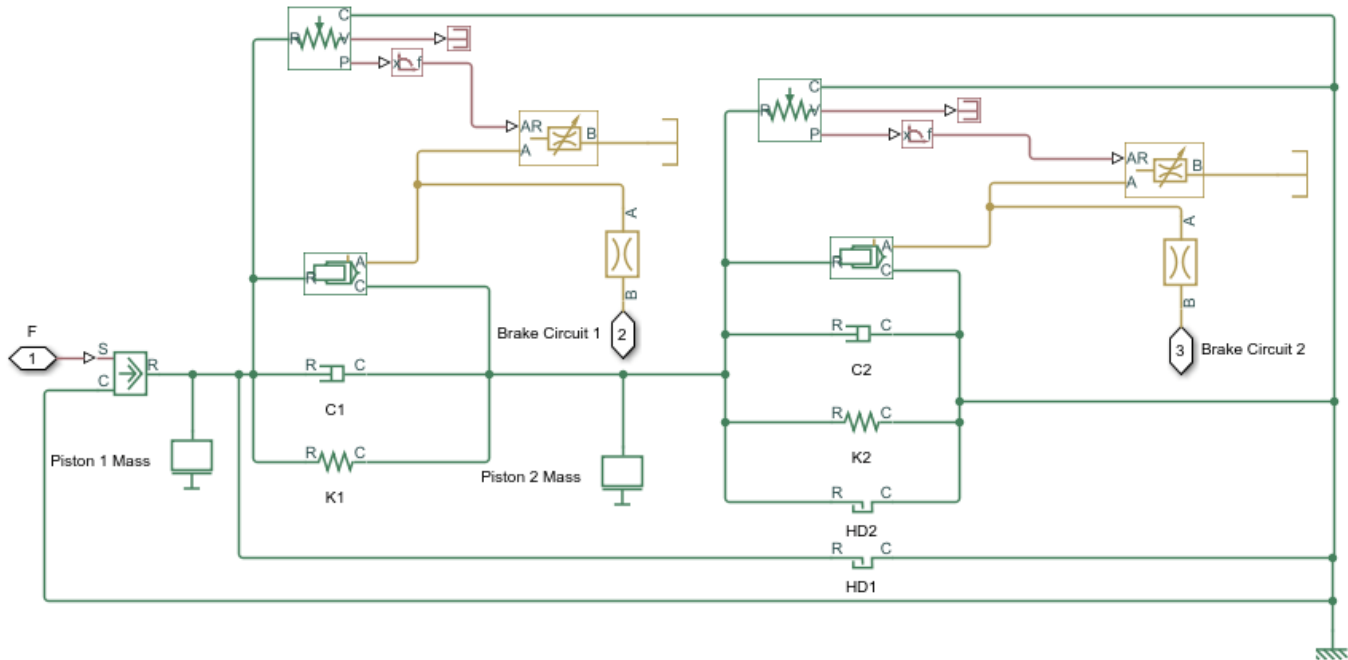 C
R
V
P
x f
AR
A
B
C
R
V
P
x f
AR
A
B
A
B
A
B
R
A
C
R
A
C
F
1
S
C
R
Brake Circuit 1
2
3
Brake Circuit 2
R C
C1
R C
C2
Piston 1 Mass
R C
K1
Piston 2 Mass
R C
K2
R C
HD2
R C
HD1